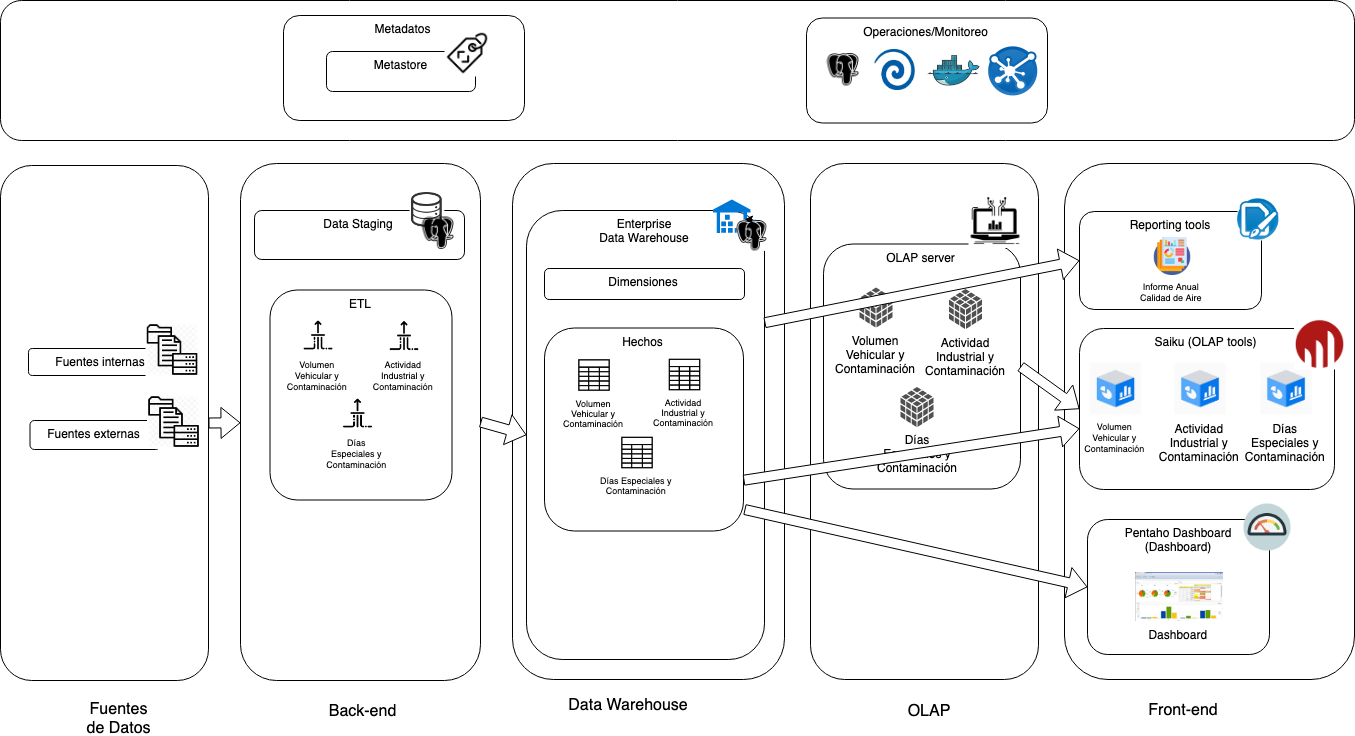 Metadatos
Metastore
Operaciones/Monitoreo
Fuentes internas
Fuentes externas
Fuentes
de Datos
Data Staging
ETL
Volumen
Vehicular y
Contaminación
Actividad
Industrial y
Contaminación
Días
Especiales y
Contaminación
Back-end
Enterprise
Data Warehouse
Dimensiones
Hechos
Volumen
Vehicular y
Contaminación
Actividad
Industrial y
Contaminación
Días Especiales y
Contaminación
Data Warehouse
OLAP server
Volumen
Vehicular y
Contaminación
Actividad
Industrial y
Contaminación
Días
Especiales y
Contaminación
OLAP
Reporting tools
Informe Anual
Calidad de Aire
Saiku (OLAP tools)
Volumen
Vehicular y
Contaminación
Actividad
Industrial y
Contaminación
Días
Especiales y
Contaminación
Pentaho Dashboard
(Dashboard)
Dashboard
Front-end